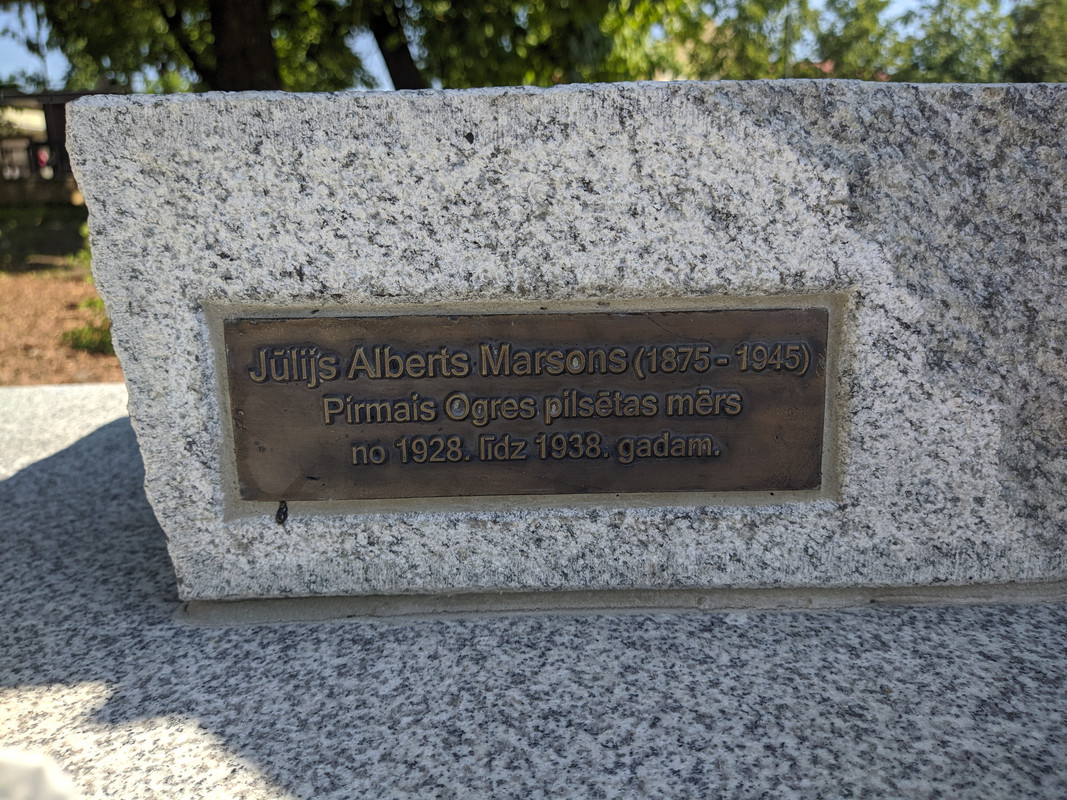 Jūlijs Alberts Marsons (1875 - 1945)
Pirmais Ogres pilsētas mērs
no 1928. līdz 1938. gadam.